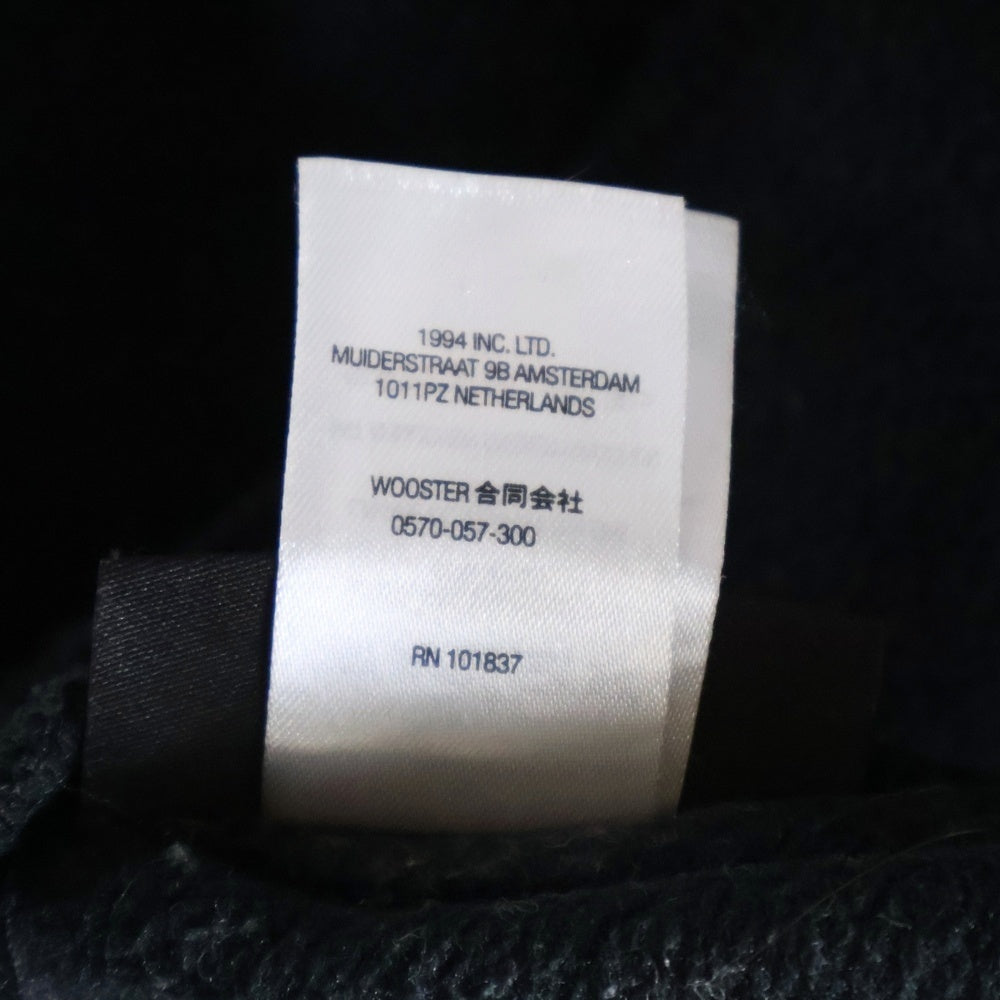 1994 INC. LTD.
MUIDERSTRAAT 9B AMSTERDAM
1011PZ NETHERLANDS
WOOSTER 合同会社
0570-057-300
RN 101837